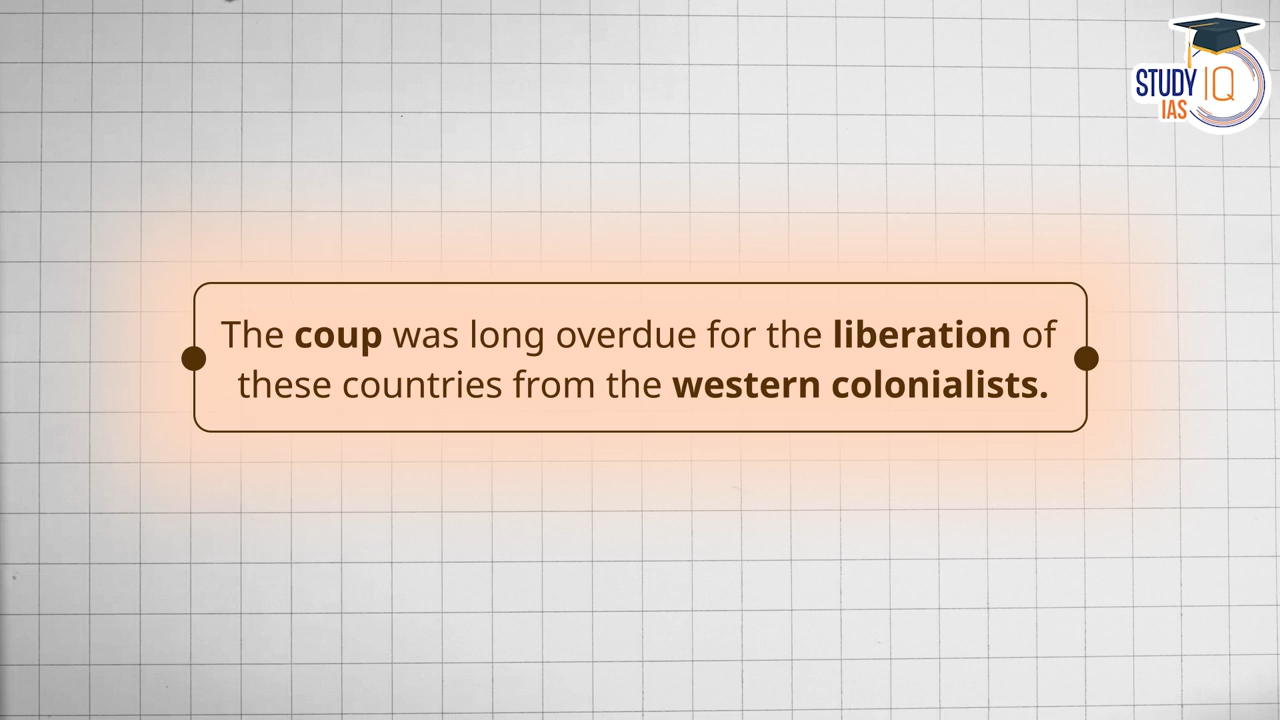 STUDY IQ
IAS
The coup was long overdue for the liberation of
these countries from the western colonialists.